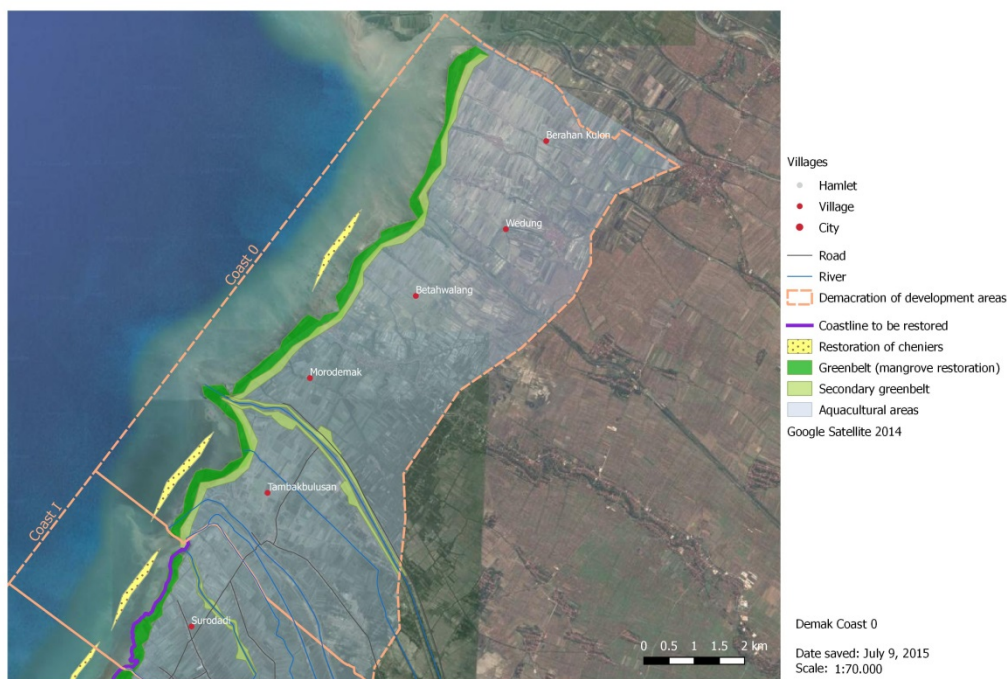 Berahan Kulon
Wedung
Coast 0
Betahwalang
Morodemak
Tambakbulusan
Coast I
Surodadi
0 0.5 1 1.5 2 km
Villages
Hamlet
Village
City
Road
River
Demacration of development areas
Coastline to be restored
Restoration of cheniers
Greenbelt (mangrove restoration)
Secondary greenbelt
Aquacultural areas
Google Satellite 2014
Demak Coast 0
Date saved: July 9, 2015
Scale: 1:70.000